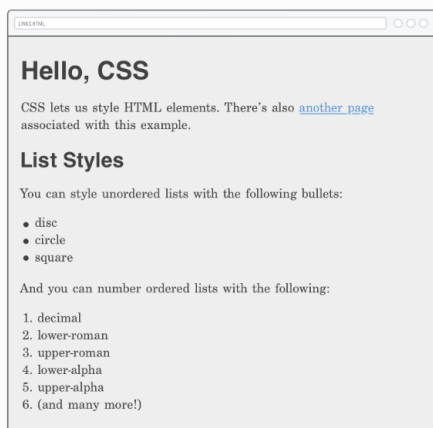 LINKS.HTML
Hello, CSS
CSS lets us style HTML elements. There's also another page
associated with this example.
List Styles
You can style unordered lists with the following bullets:
• disc
• circle
• square
And you can number ordered lists with the following:
1. decimal
2. lower-roman
3. upper-roman
4. lower-alpha
5. upper-alpha
6. (and many more!)